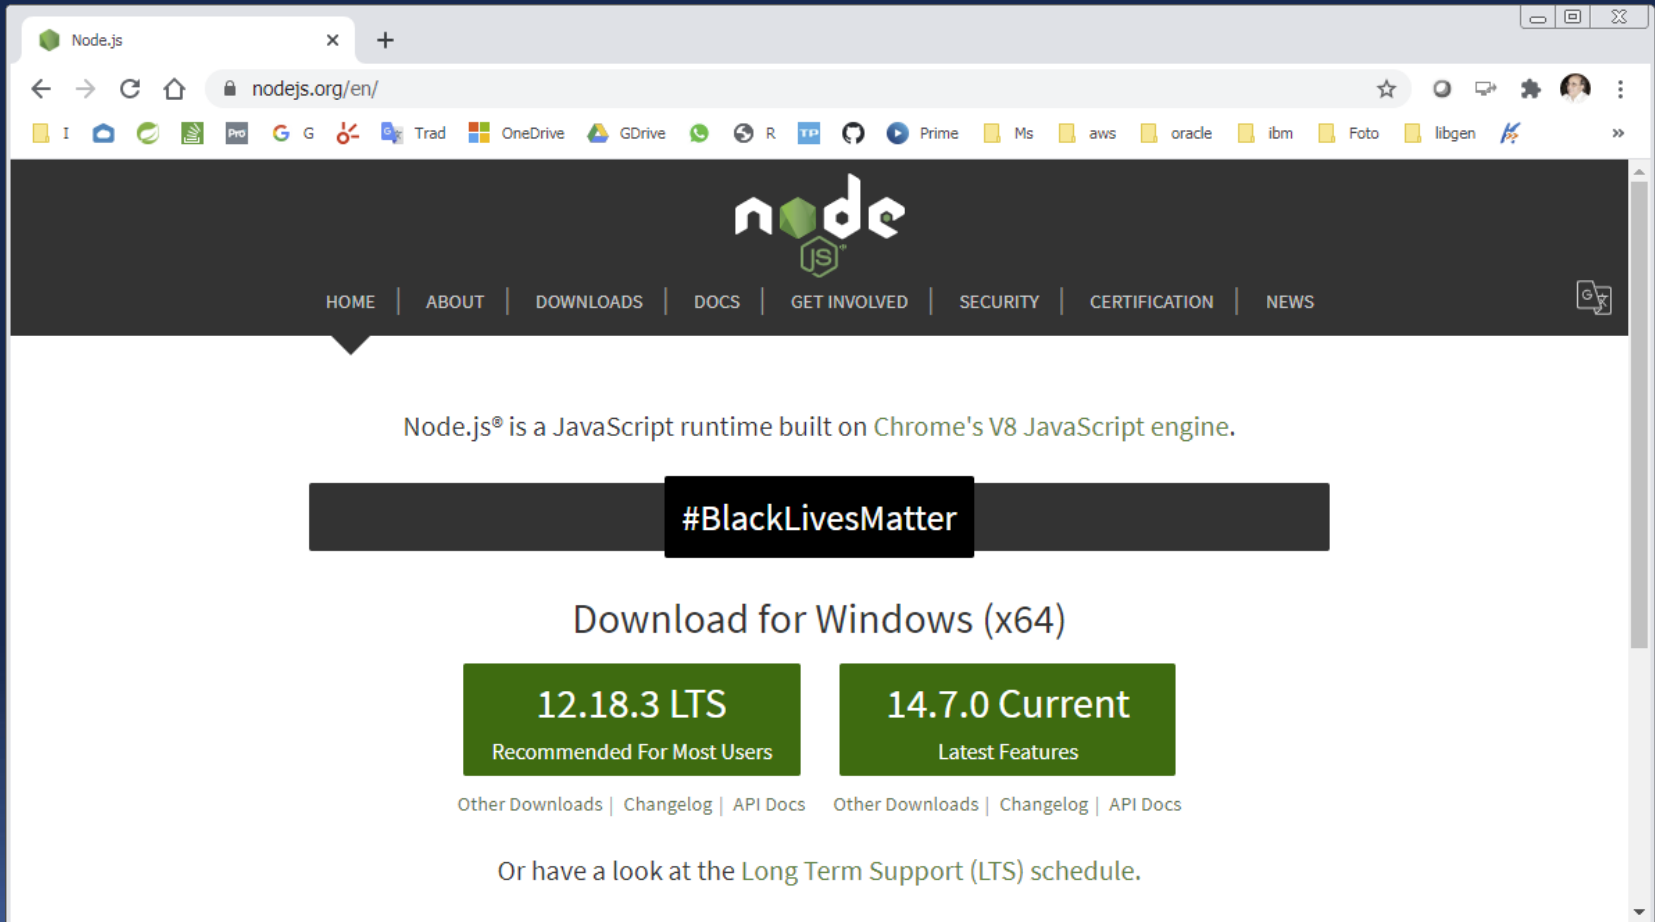 Node.js
nodejs.org/en/
I Pro G G Trad OneDrive GDrive R TP Prime Ms aws oracle ibm Foto libgen »
node
JS
HOME | ABOUT | DOWNLOADS | DOCS | GET INVOLVED | SECURITY | CERTIFICATION | NEWS
Node.js® is a JavaScript runtime built on Chrome's V8 JavaScript engine.
#BlackLivesMatter
Download for Windows (x64)
12.18.3 LTS
Recommended For Most Users
14.7.0 Current
Latest Features
Other Downloads | Changelog | API Docs
Other Downloads | Changelog | API Docs
Or have a look at the Long Term Support (LTS) schedule.